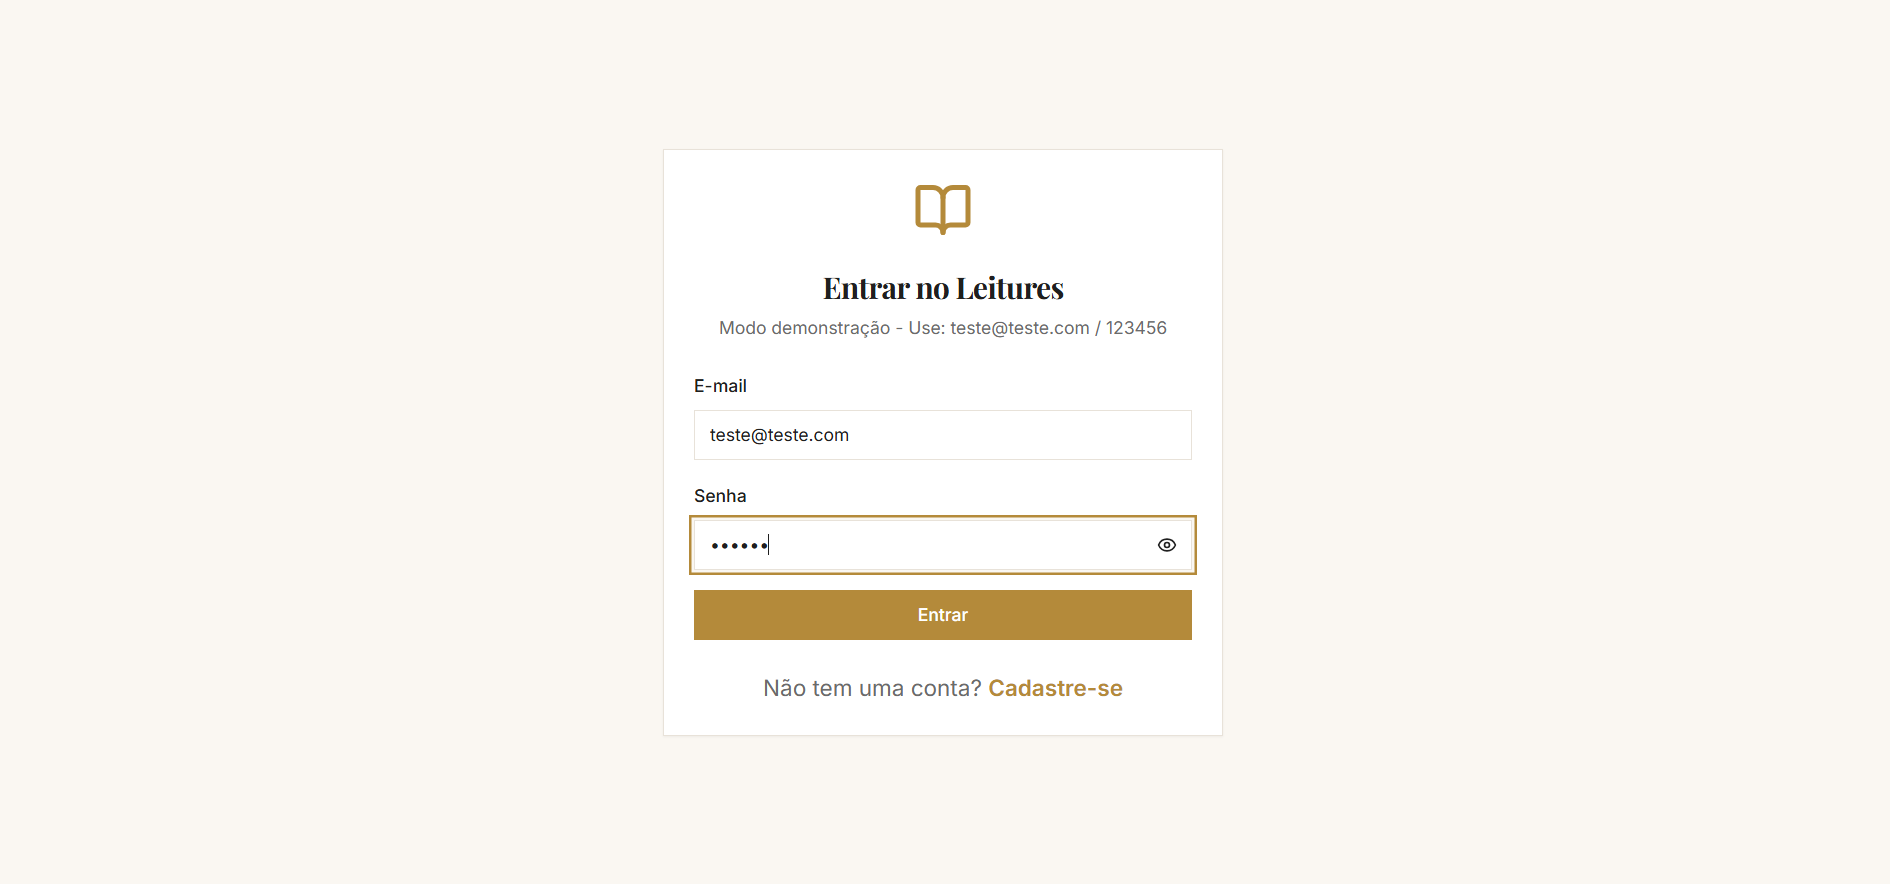 Entrar no Leitures
Modo demonstração - Use: teste@teste.com / 123456
E-mail
teste@teste.com
Senha
••••••
Entrar
Não tem uma conta? Cadastre-se